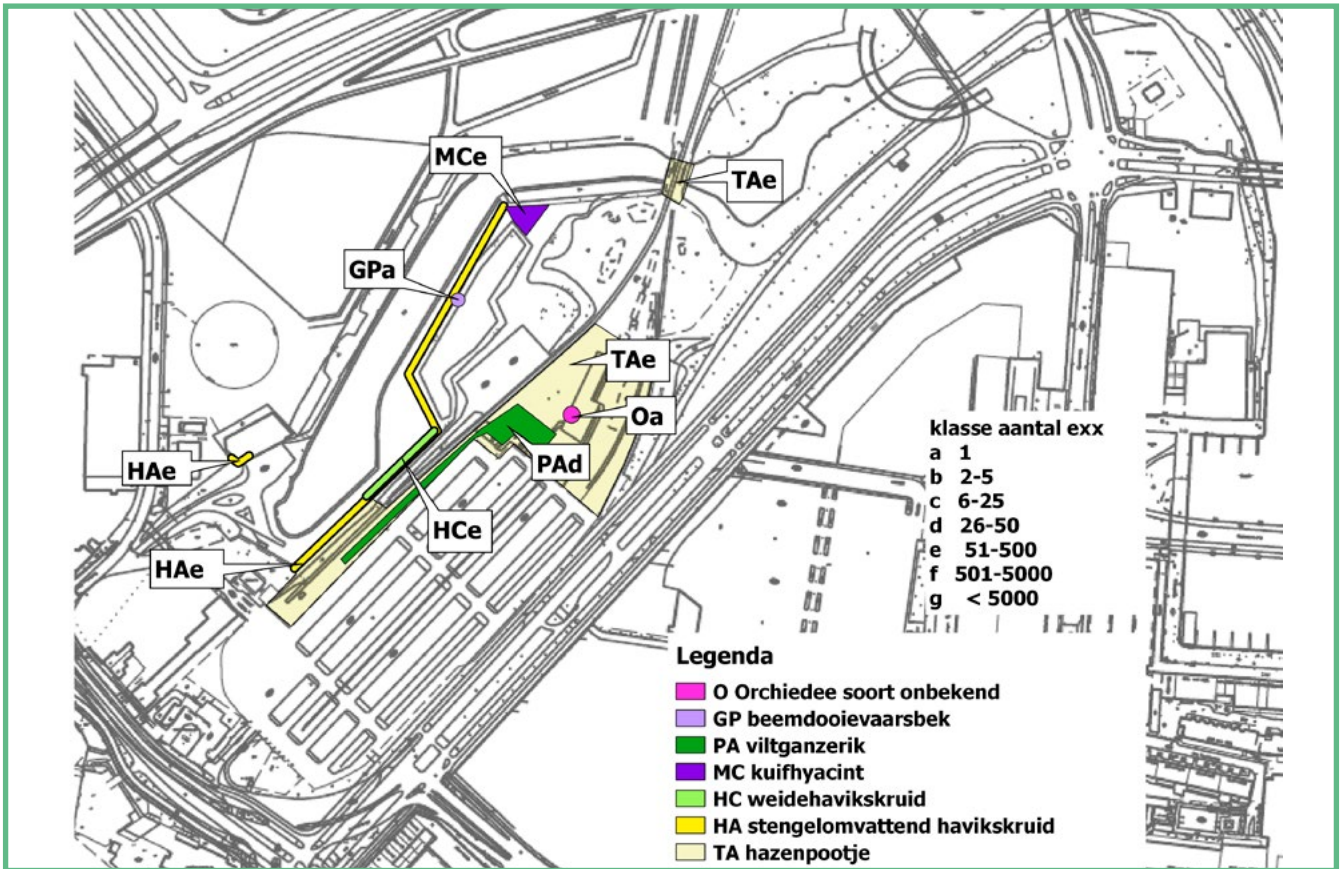 MCe
TAe
GPa
TAe
Oa
HAe
PAd
HCe
HAe
klasse aantal exx
a 1
b 2-5
c 6-25
d 26-50
e 51-500
f 501-5000
g < 5000
Legenda
O Orchiedee soort onbekend
GP beemdooievaarsbek
PA viltganzerik
MC kuifhyacint
HC weidehavikskruid
HA stengelomvattend havikskruid
TA hazenpootje